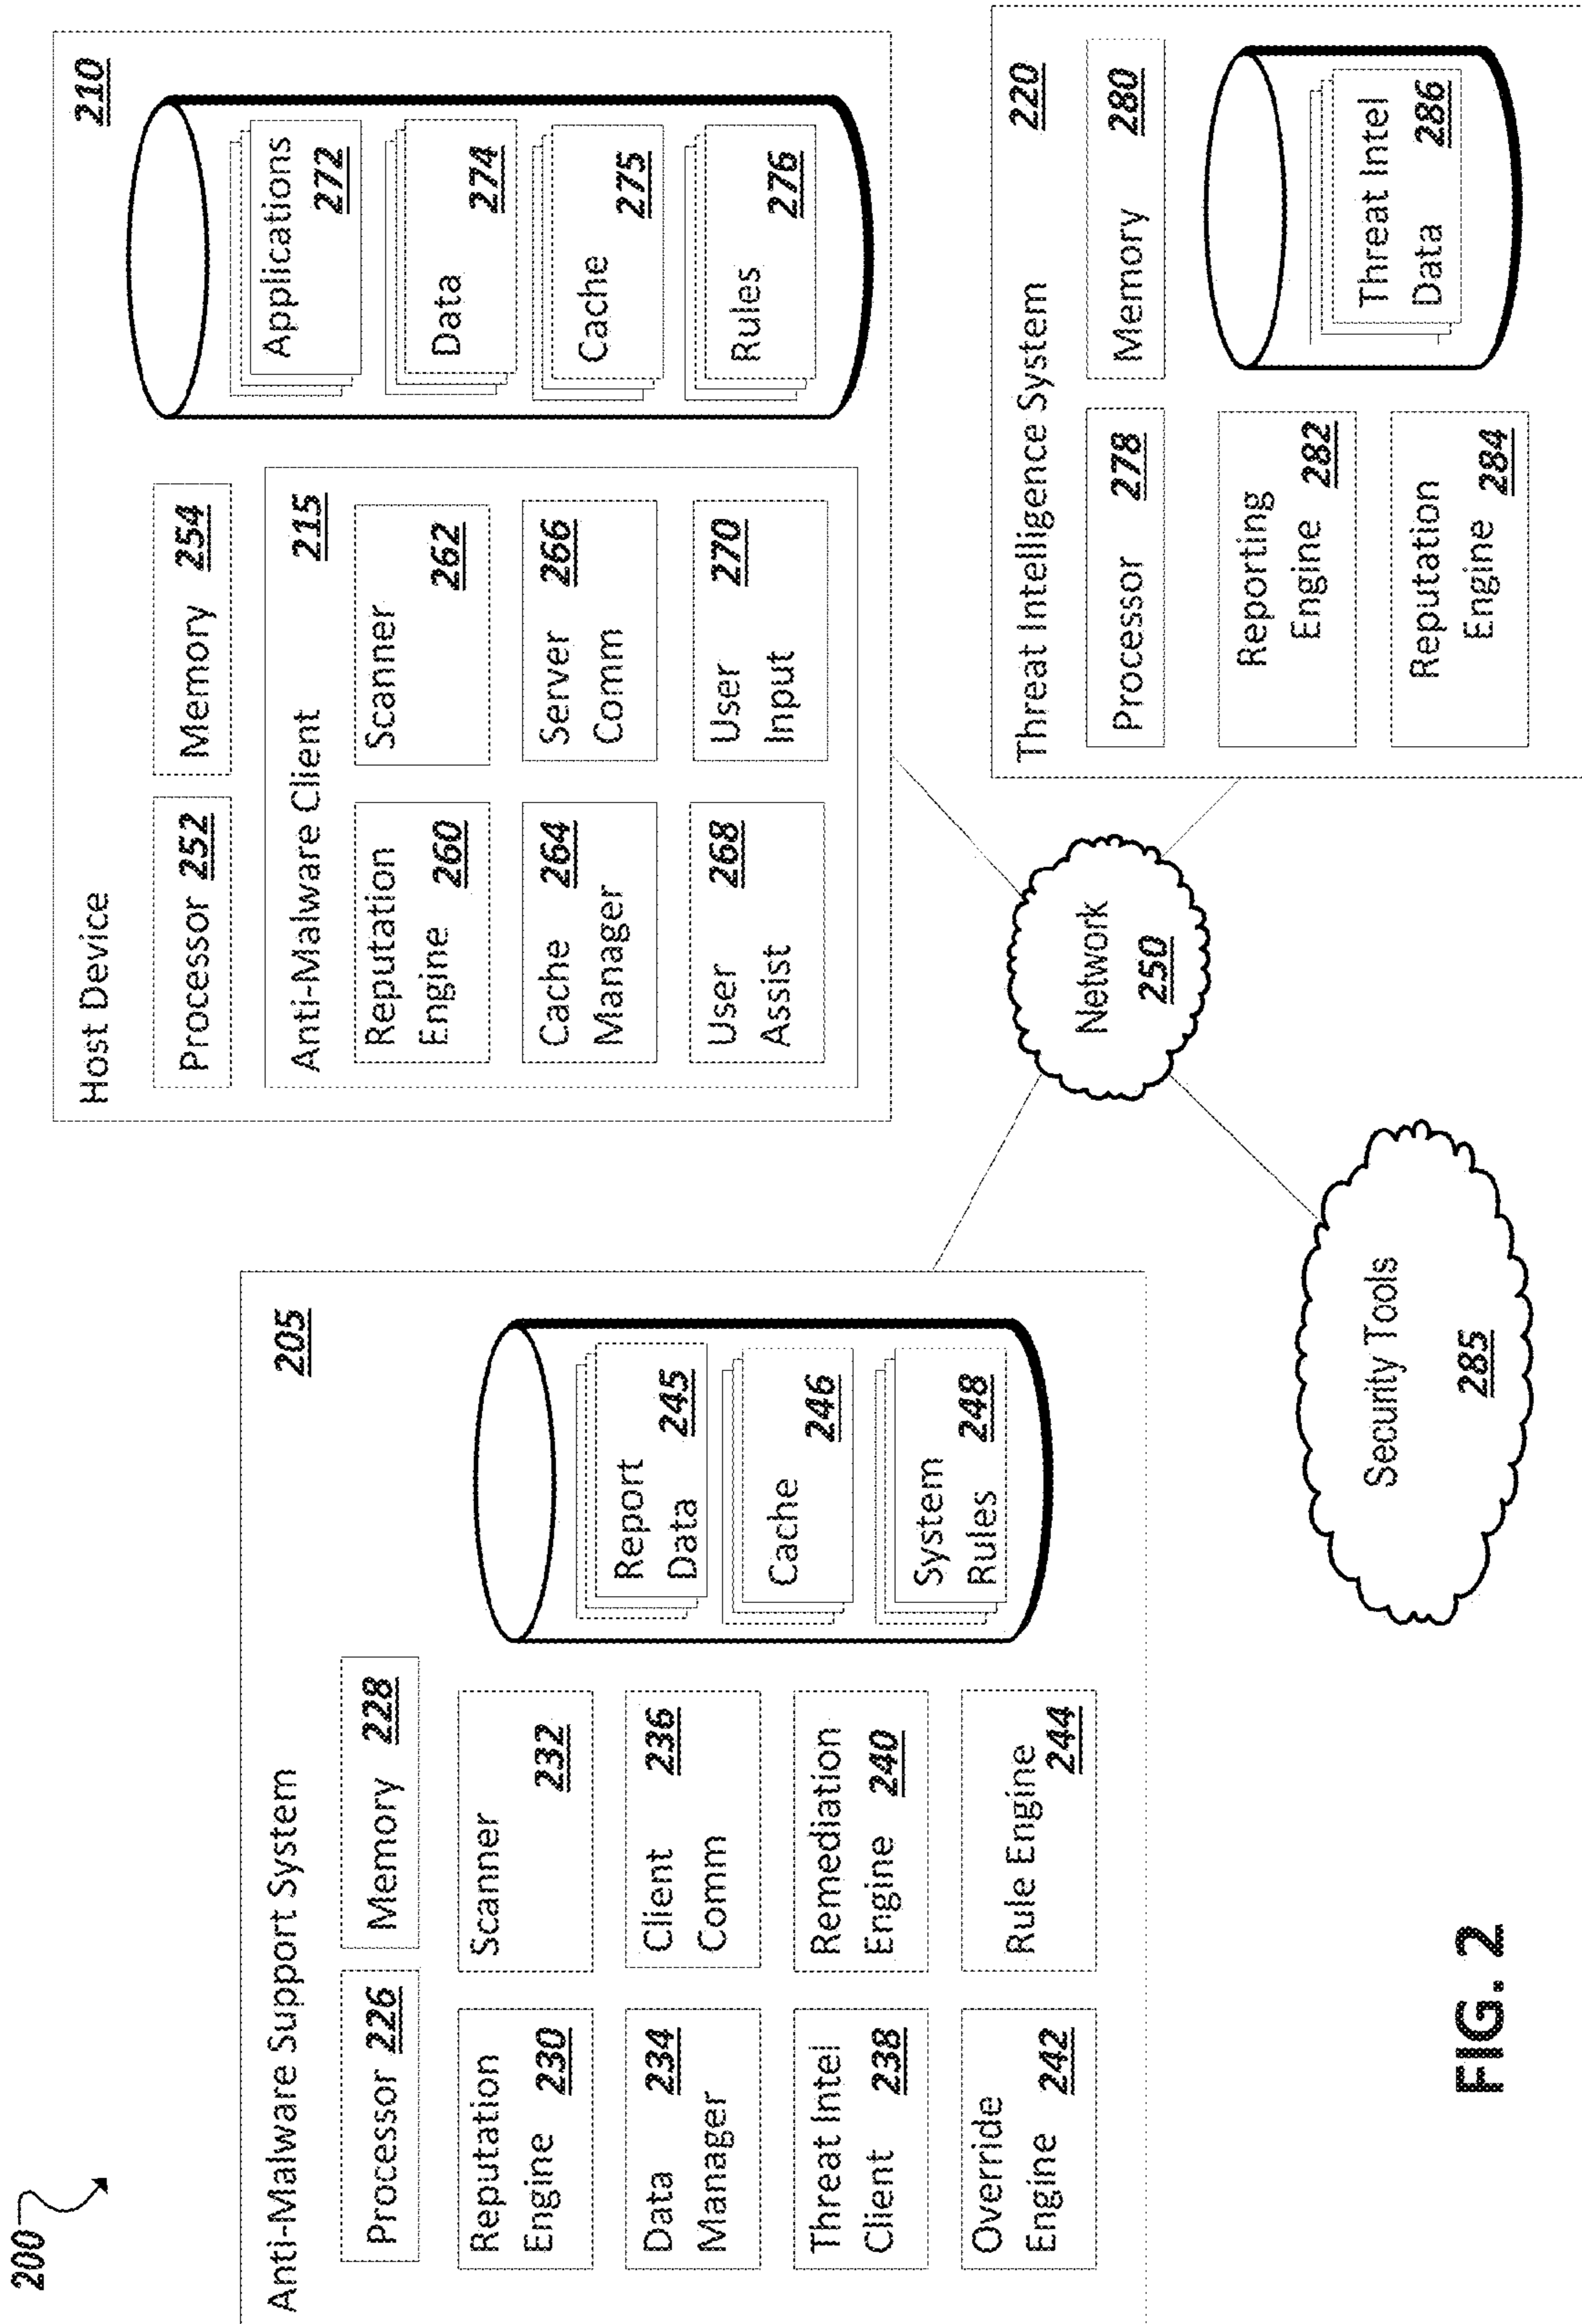 200
Anti-Malware Support System
205
Processor 226
Memory 228
Reputation
Engine 230
Scanner
232
Data 234
Manager
Client 236
Comm
Threat Intel
Client 238
Remediation
Engine 240
Override
Engine 242
Rule Engine
244
Report
Data 245
Cache
246
System
Rules 248
Host Device
210
Processor 252
Memory 254
Anti-Malware Client 215
Reputation
Engine 260
Scanner
262
Cache 264
Manager
Server 266
Comm
User 268
Assist
User 270
Input
Applications
272
Data
274
Cache
275
Rules
276
Network
250
Security Tools
285
Threat Intelligence System 220
Processor 278
Memory 280
Reporting
Engine 282
Reputation
Engine 284
Threat Intel
Data 286
FIG. 2